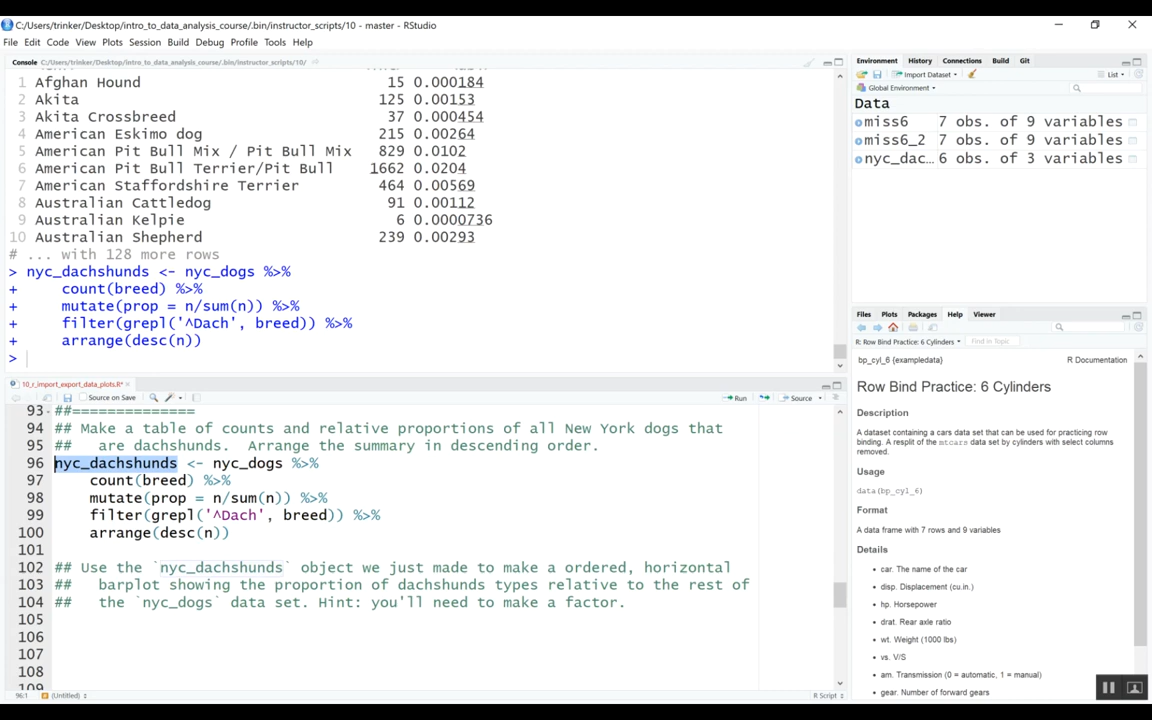 C:/Users/trinker/Desktop/intro_to_data_analysis_course/.bin/instructor_scripts/10 - master - RStudio
File Edit Code View Plots Session Build Debug Profile Tools Help
Console C:/Users/trinker/Desktop/intro_to_data_analysis_course/.bin/instructor_scripts/10/
1 Afghan Hound 15 0.000184
2 Akita 125 0.00153
3 Akita Crossbreed 37 0.000454
4 American Eskimo dog 215 0.00264
5 American Pit Bull Mix / Pit Bull Mix 829 0.0102
6 American Pit Bull Terrier/Pit Bull 1662 0.0204
7 American Staffordshire Terrier 464 0.00569
8 Australian Cattledog 91 0.00112
9 Australian Kelpie 6 0.0000736
10 Australian Shepherd 239 0.00293
# ... with 128 more rows
> nyc_dachshunds <- nyc_dogs %>%
+ count(breed) %>%
+ mutate(prop = n/sum(n)) %>%
+ filter(grepl('^Dach', breed)) %>%
+ arrange(desc(n))
>
10_r_import_export_data_plots.R*
Source on Save Run Source
93 ##==============
94 ## Make a table of counts and relative proportions of all New York dogs that
95 ## are dachshunds. Arrange the summary in descending order.
96 nyc_dachshunds <- nyc_dogs %>%
97 count(breed) %>%
98 mutate(prop = n/sum(n)) %>%
99 filter(grepl('^Dach', breed)) %>%
100 arrange(desc(n))
101
102 ## Use the `nyc_dachshunds` object we just made to make a ordered, horizontal
103 ## barplot showing the proportion of dachshunds types relative to the rest of
104 ## the `nyc_dogs` data set. Hint: you'll need to make a factor.
105
106
107
108
109
96:1 (Untitled) R Script
Environment History Connections Build Git
Import Dataset List
Global Environment
Data
miss6 7 obs. of 9 variables
miss6_2 7 obs. of 9 variables
nyc_dac… 6 obs. of 3 variables
Files Plots Packages Help Viewer
R: Row Bind Practice: 6 Cylinders Find in Topic
bp_cyl_6 {exampledata} R Documentation
Row Bind Practice: 6 Cylinders
Description
A dataset containing a cars data set that can be used for practicing row
binding. A resplit of the mtcars data set by cylinders with select columns
removed.
Usage
data(bp_cyl_6)
Format
A data frame with 7 rows and 9 variables
Details
• car. The name of the car
• disp. Displacement (cu.in.)
• hp. Horsepower
• drat. Rear axle ratio
• wt. Weight (1000 lbs)
• vs. V/S
• am. Transmission (0 = automatic, 1 = manual)
• gear. Number of forward gears